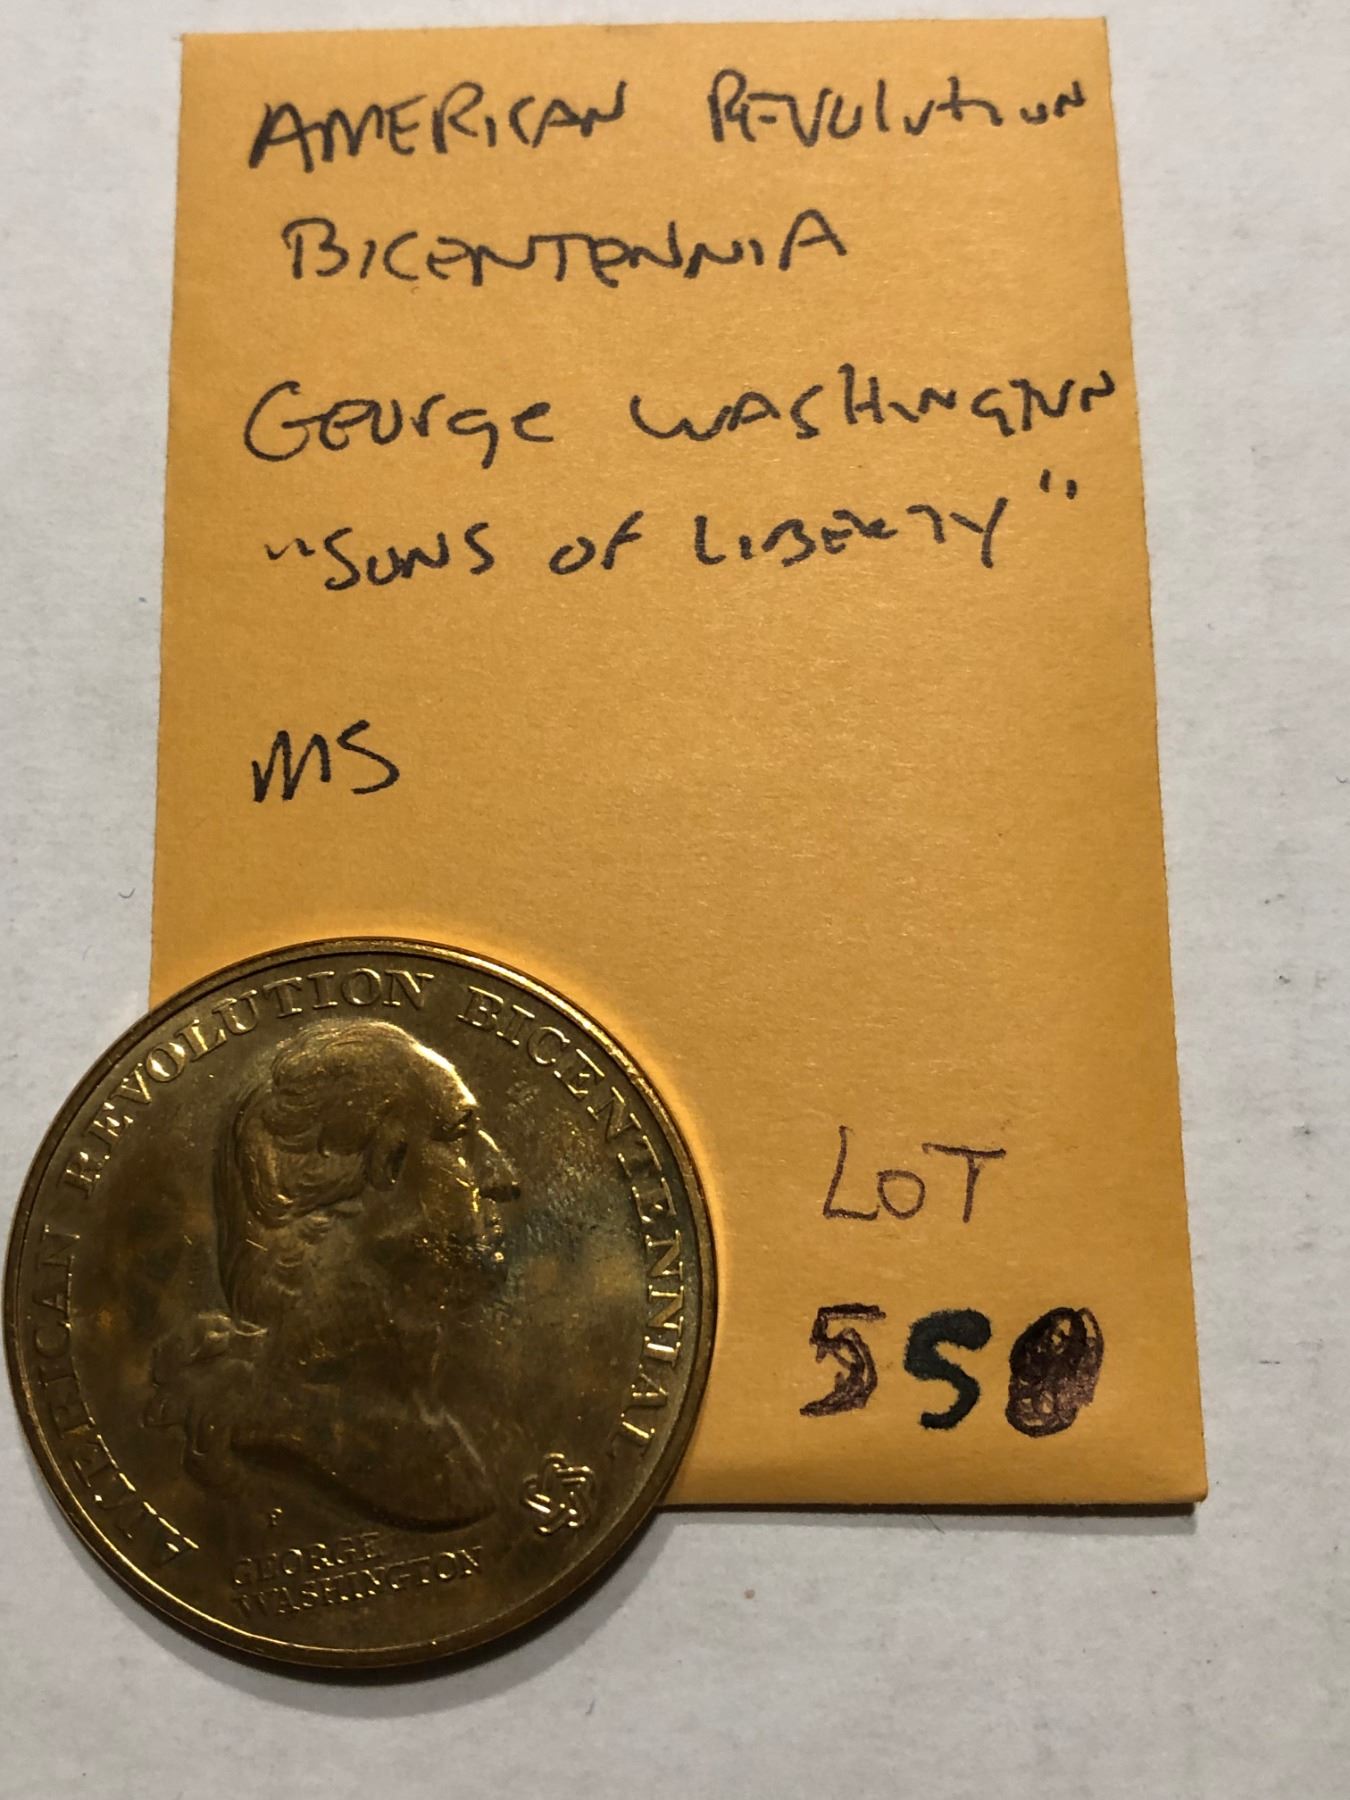 AMERICAN REVOLUTION
BICENTENNIA
GEORGE WASHINGTON
"SONS OF LIBERTY"
MS
LOT
550
AMERICAN REVOLUTION BICENTENNIAL
F
GEORGE
WASHINGTON